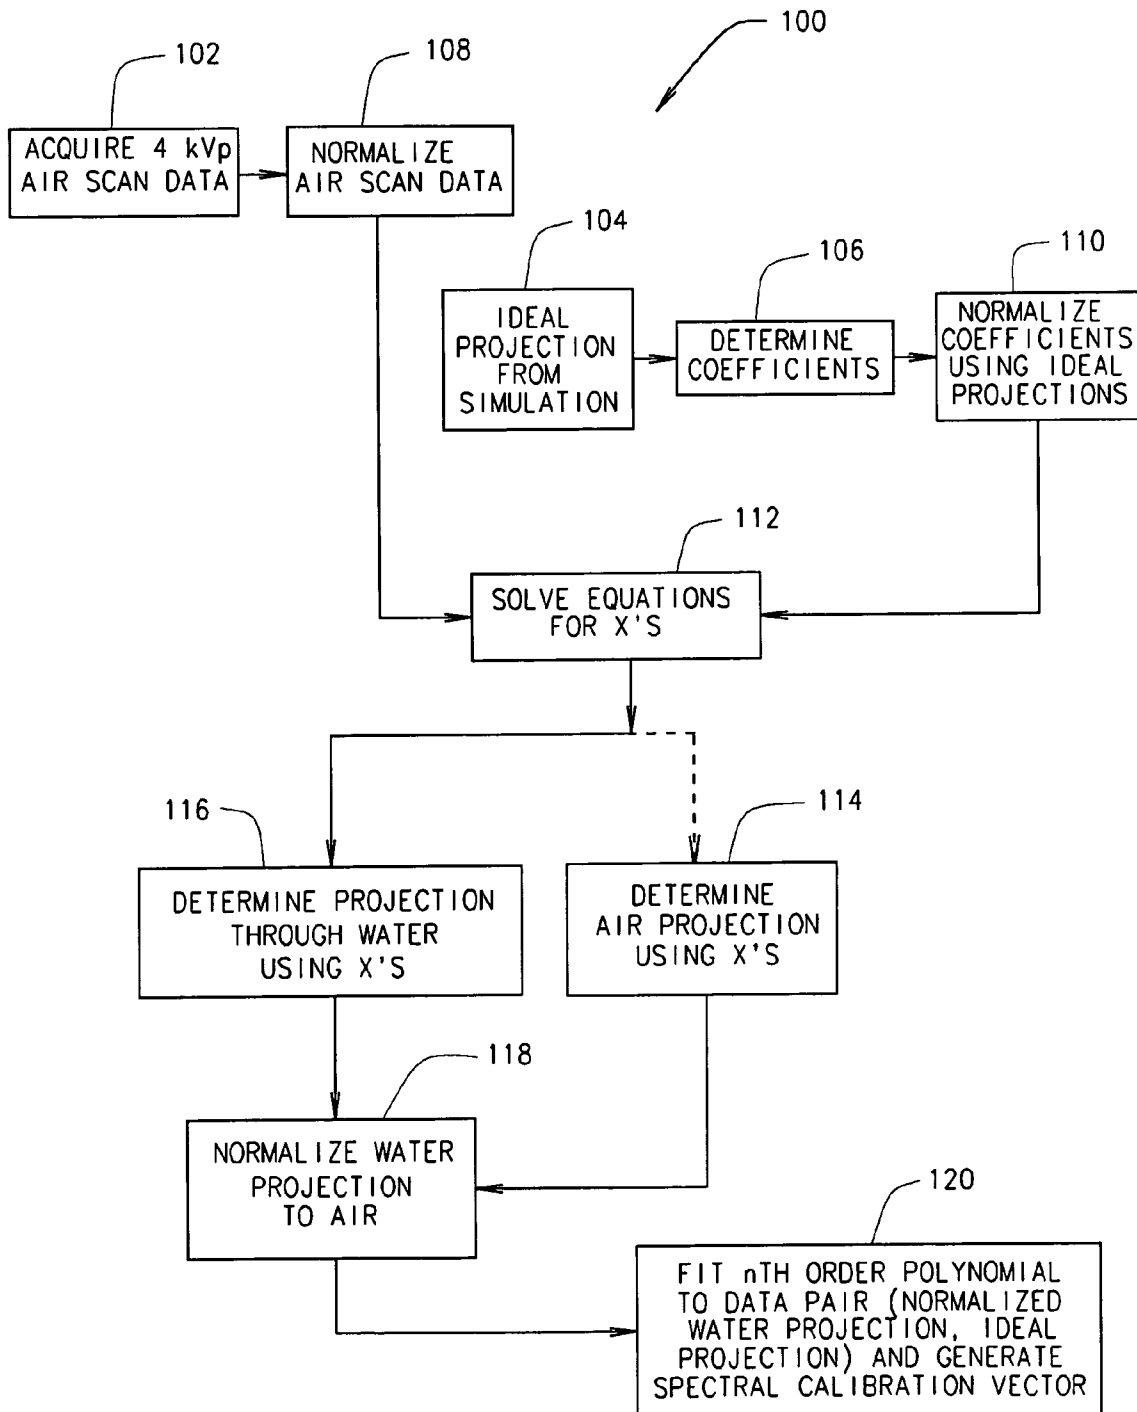 100
102
108
ACQUIRE 4 kVp
AIR SCAN DATA
NORMALIZE
AIR SCAN DATA
104
106
110
IDEAL
PROJECTION
FROM
SIMULATION
DETERMINE
COEFFICIENTS
NORMALIZE
COEFFICIENTS
USING IDEAL
PROJECTIONS
112
SOLVE EQUATIONS
FOR X'S
116
114
DETERMINE PROJECTION
THROUGH WATER
USING X'S
DETERMINE
AIR PROJECTION
USING X'S
118
NORMALIZE WATER
PROJECTION
TO AIR
120
FIT nTH ORDER POLYNOMIAL
TO DATA PAIR (NORMALIZED
WATER PROJECTION, IDEAL
PROJECTION) AND GENERATE
SPECTRAL CALIBRATION VECTOR